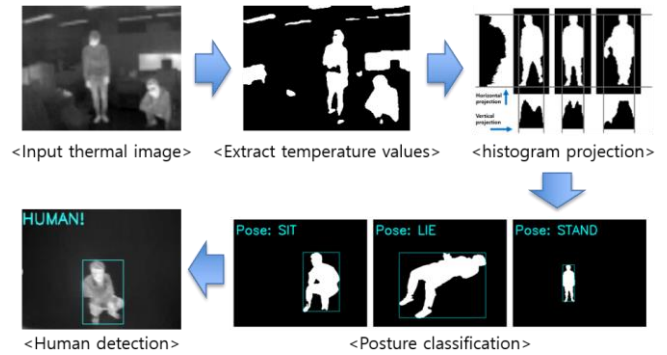 <Input thermal image>
<Extract temperature values>
Horizontal
projection
Vertical
projection
<histogram projection>
HUMAN!
Pose: SIT
Pose: LIE
Pose: STAND
<Human detection>
<Posture classification>